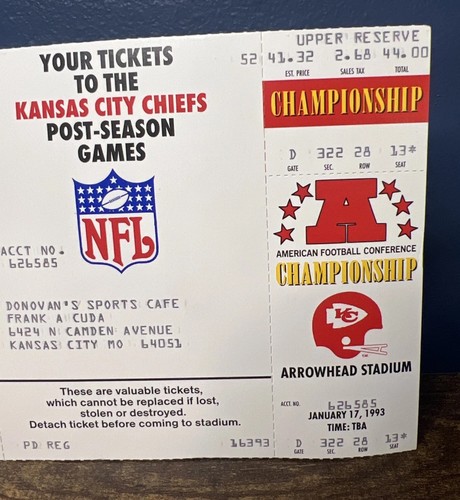 YOUR TICKETS
TO THE
KANSAS CITY CHIEFS
POST-SEASON
GAMES
NFL
ACCT NO.
626585
DONOVAN'S SPORTS CAFE
FRANK A CUDA
6424 N CAMDEN AVENUE
KANSAS CITY MO 64051
These are valuable tickets,
which cannot be replaced if lost,
stolen or destroyed.
Detach ticket before coming to stadium.
PD REG 16393
UPPER RESERVE
52 41.32 2.68 44.00
EST. PRICE SALES TAX TOTAL
CHAMPIONSHIP
D 322 28 13*
GATE SEC. ROW SEAT
A
AMERICAN FOOTBALL CONFERENCE
CHAMPIONSHIP
KC
ARROWHEAD STADIUM
ACCT. NO. 626585
JANUARY 17, 1993
TIME: TBA
D 322 28 13*
GATE SEC. ROW SEAT